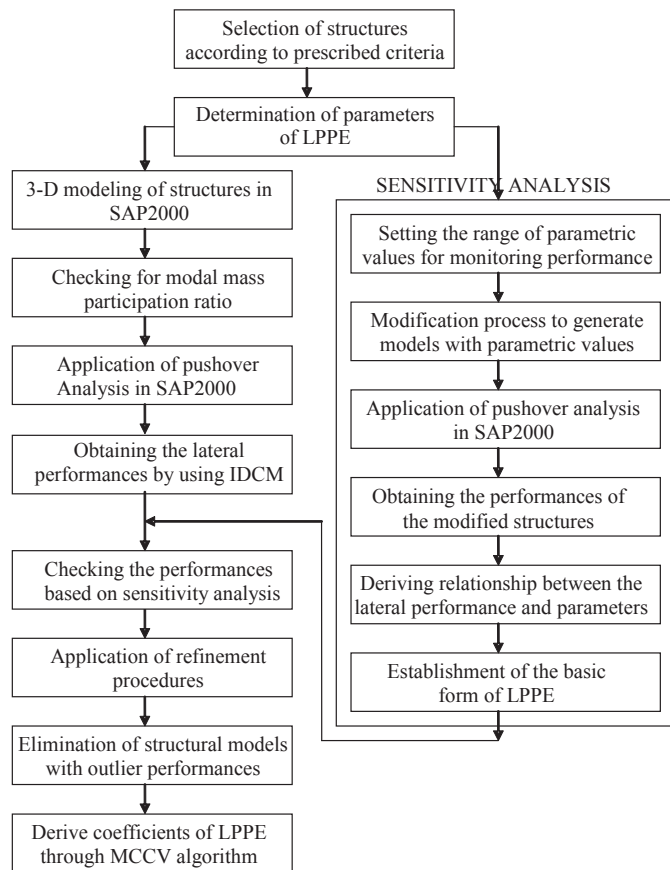 Selection of structures
according to prescribed criteria
Determination of parameters
of LPPE
3-D modeling of structures in
SAP2000
Checking for modal mass
participation ratio
Application of pushover
Analysis in SAP2000
Obtaining the lateral
performances by using IDCM
Checking the performances
based on sensitivity analysis
Application of refinement
procedures
Elimination of structural models
with outlier performances
Derive coefficients of LPPE
through MCCV algorithm
SENSITIVITY ANALYSIS
Setting the range of parametric
values for monitoring performance
Modification process to generate
models with parametric values
Application of pushover analysis
in SAP2000
Obtaining the performances of
the modified structures
Deriving relationship between the
lateral performance and parameters
Establishment of the basic
form of LPPE